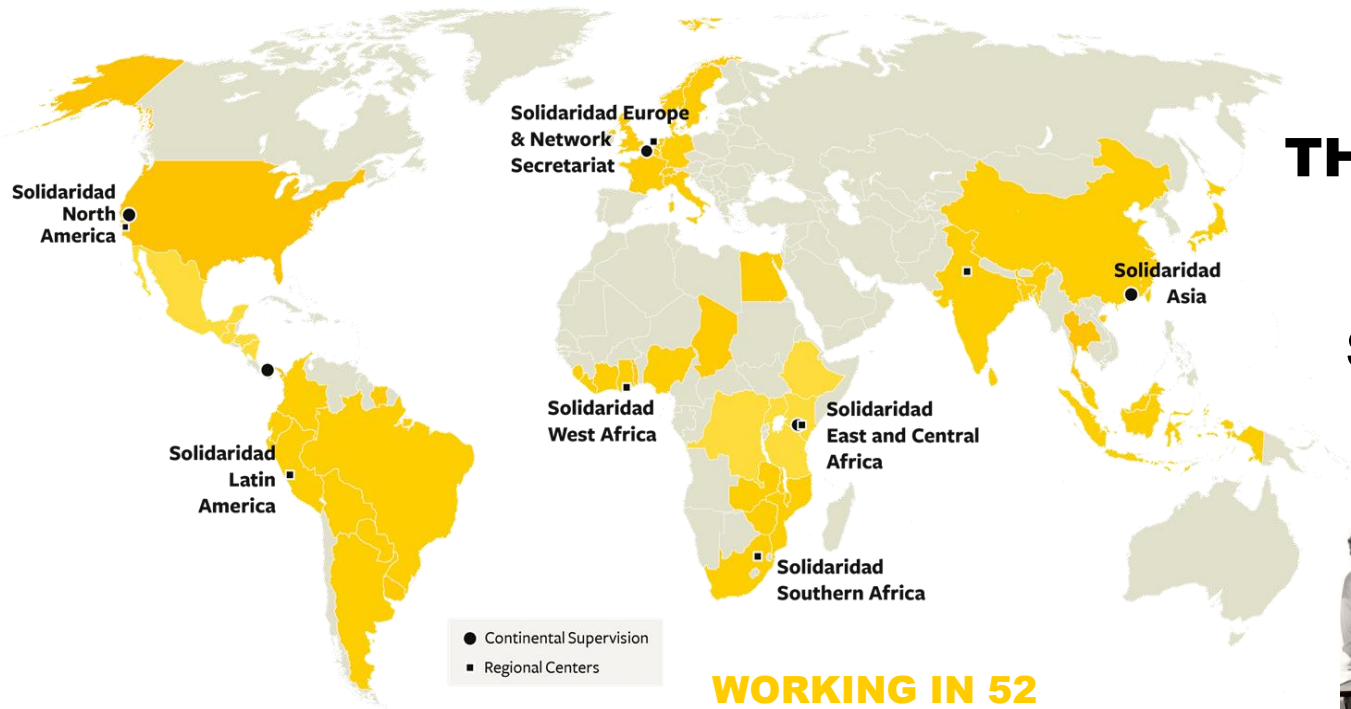 Solidaridad Europe
& Network
Secretariat
TH
Solidaridad
North
America
Solidaridad
Asia
Solidaridad
West Africa
Solidaridad
East and Central
Africa
Solidaridad
Latin
America
Solidaridad
Southern Africa
Continental Supervision
Regional Centers
WORKING IN 52